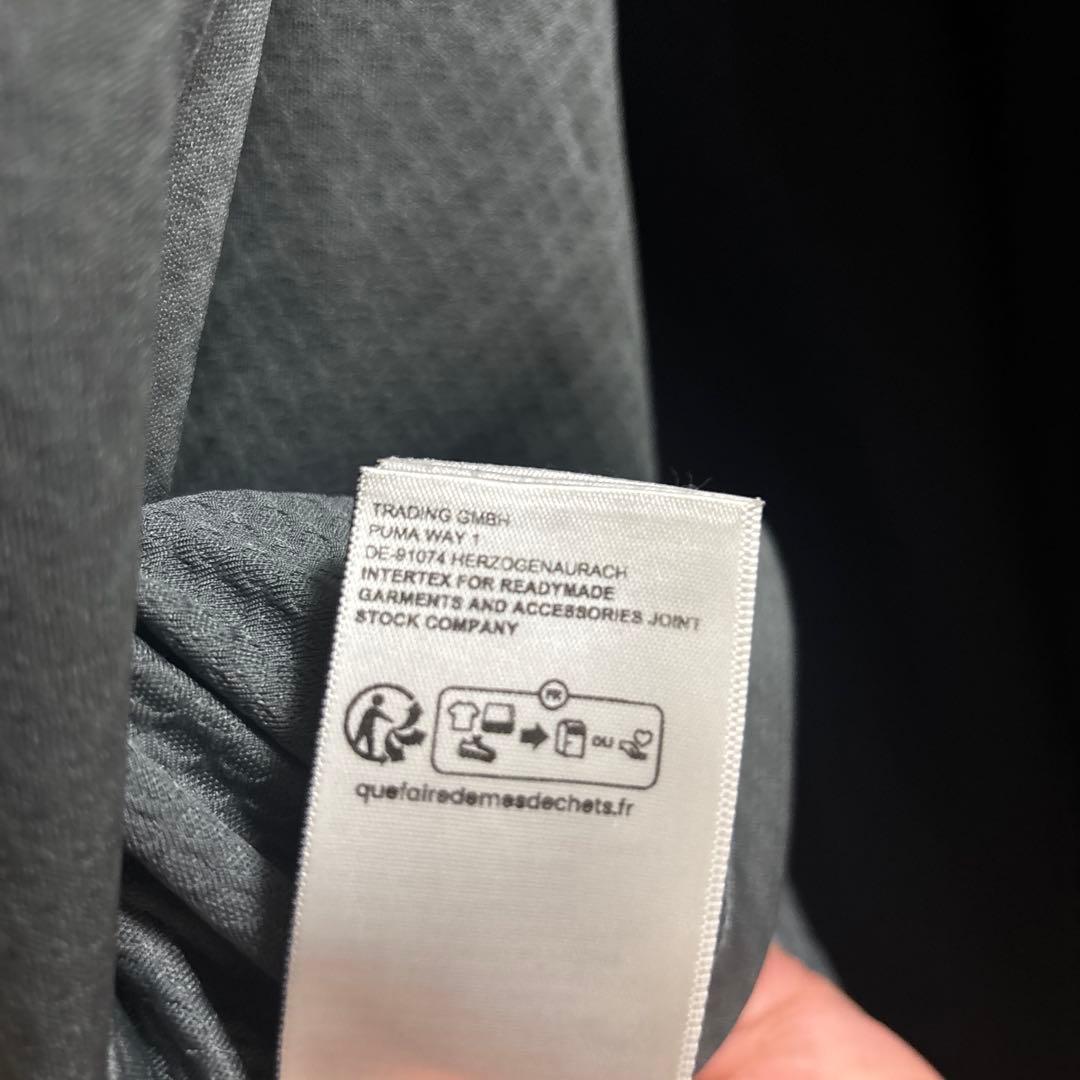 TRADING GMBH
PUMA WAY 1
DE-91074 HERZOGENAURACH
INTERTEX FOR READYMADE
GARMENTS AND ACCESSORIES JOINT
STOCK COMPANY
FR
OU
quefairedemesdechets.fr